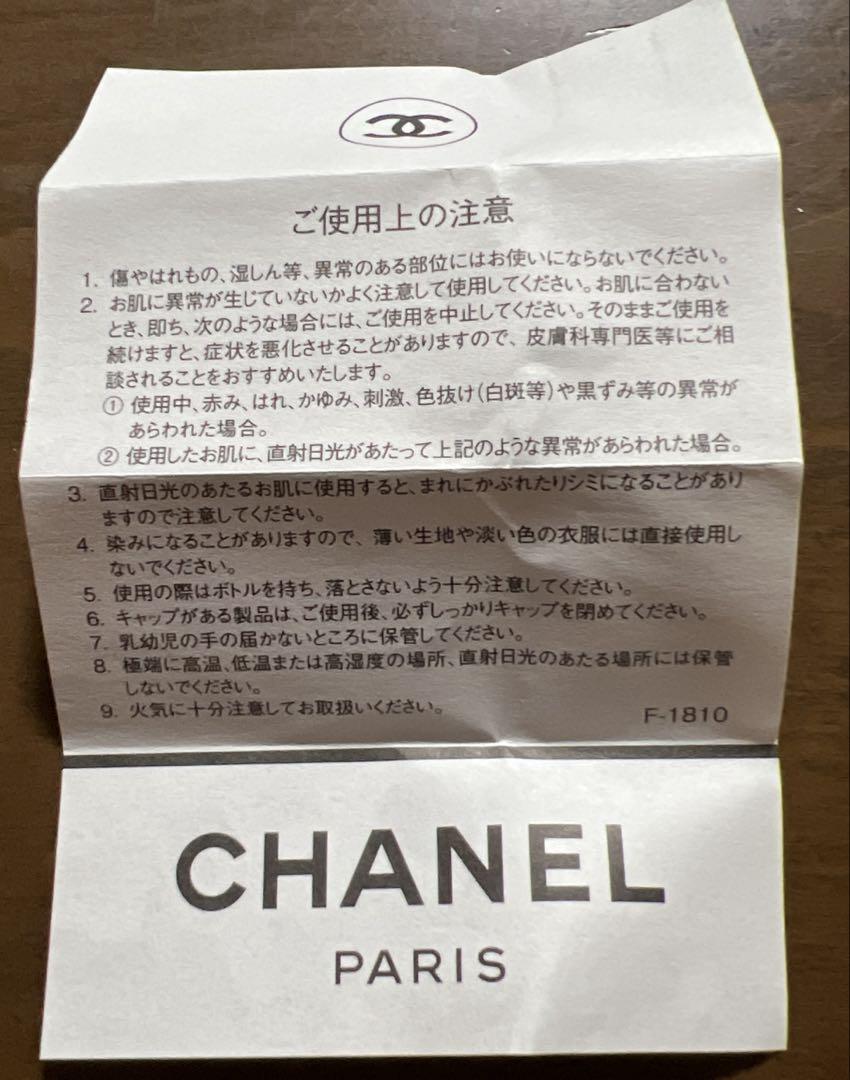 ご使用上の注意
1. 傷やはれもの、湿しん等、異常のある部位にはお使いにならないでください。
2. お肌に異常が生じていないかよく注意して使用してください。お肌に合わない
とき、即ち、次のような場合には、ご使用を中止してください。そのままご使用を
続けますと、症状を悪化させることがありますので、皮膚科専門医等にご相
談されることをおすすめいたします。
① 使用中、赤み、はれ、かゆみ、刺激、色抜け(白斑等)や黒ずみ等の異常が
あらわれた場合。
② 使用したお肌に、直射日光があたって上記のような異常があらわれた場合。
3. 直射日光のあたるお肌に使用すると、まれにかぶれたりシミになることがあり
ますので注意してください。
4. 染みになることがありますので、薄い生地や淡い色の衣服には直接使用し
ないでください。
5. 使用の際はボトルを持ち、落とさないよう十分注意してください。
6. キャップがある製品は、ご使用後、必ずしっかりキャップを閉めてください。
7. 乳幼児の手の届かないところに保管してください。
8. 極端に高温、低温または高湿度の場所、直射日光のあたる場所には保管
しないでください。
9. 火気に十分注意してお取扱いください。
F-1810
CHANEL
PARIS